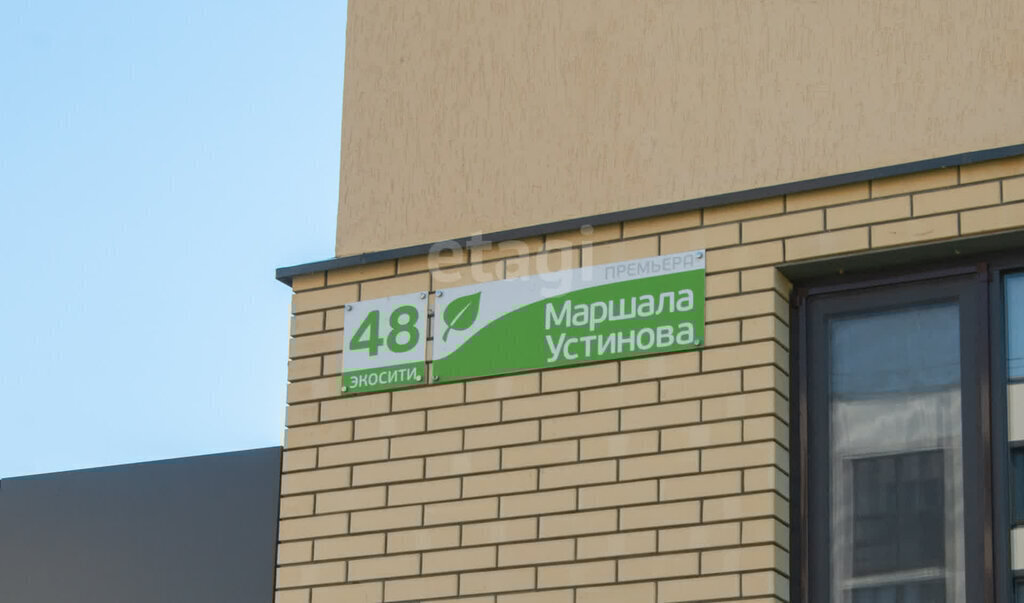 etagi
ПРЕМЬЕРА
48
ЭКОСИТИ
Маршала
Устинова